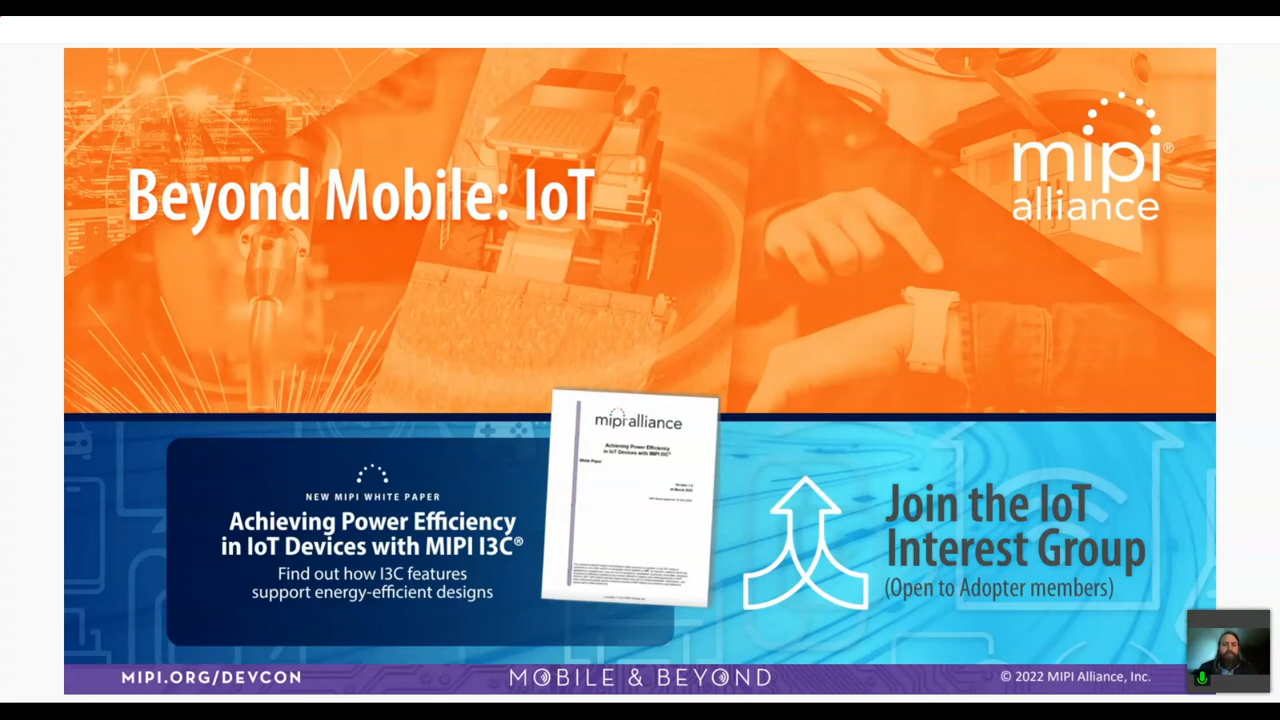 Beyond Mobile: IoT
mipi®
alliance
NEW MIPI WHITE PAPER
Achieving Power Efficiency
in IoT Devices with MIPI I3C®
Find out how I3C features
support energy-efficient designs
mipi alliance
Achieving Power Efficiency
in IoT Devices with MIPI I3C®
White Paper
Join the IoT
Interest Group
(Open to Adopter members)
MIPI.ORG/DEVCON
MOBILE & BEYOND
© 2022 MIPI Alliance, Inc.